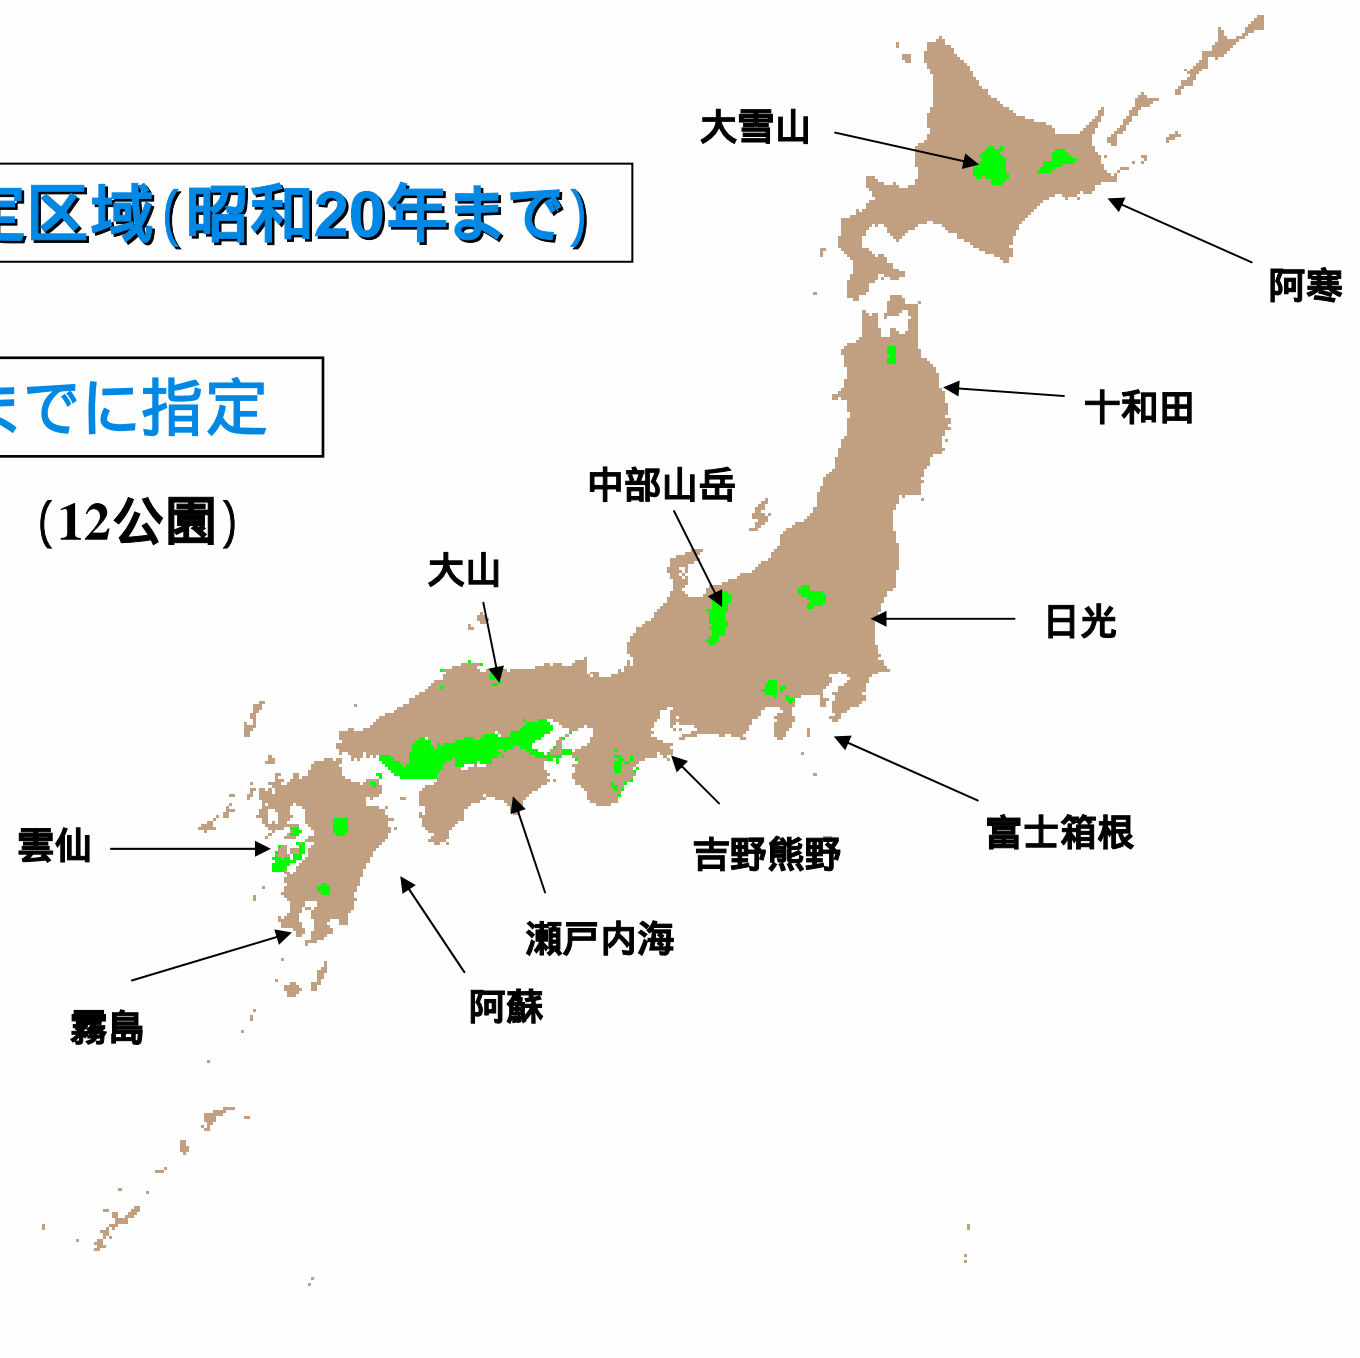 大雪山
定区域(昭和20年まで)
阿寒
までに指定
十和田
中部山岳
(12公園)
大山
日光
雲仙
吉野熊野
富士箱根
瀬戸内海
阿蘇
霧島